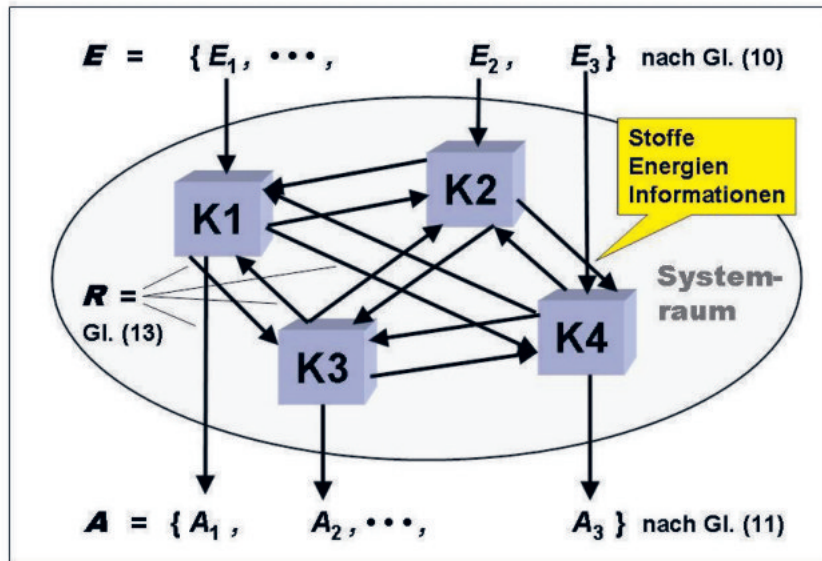 E = { E1, • • •, E2, E3 } nach Gl. (10)
Stoffe
Energien
Informationen
K2
K1
System-
raum
R =
Gl. (13)
K4
K3
A = { A1, A2, • • •, A3 } nach Gl. (11)